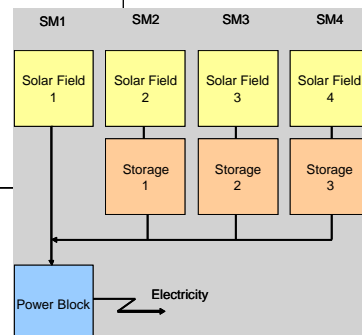 SM1 SM2 SM3 SM4
Solar Field
1
Solar Field
2
Solar Field
3
Solar Field
4
Storage
1
Storage
2
Storage
3
Power Block
Electricity